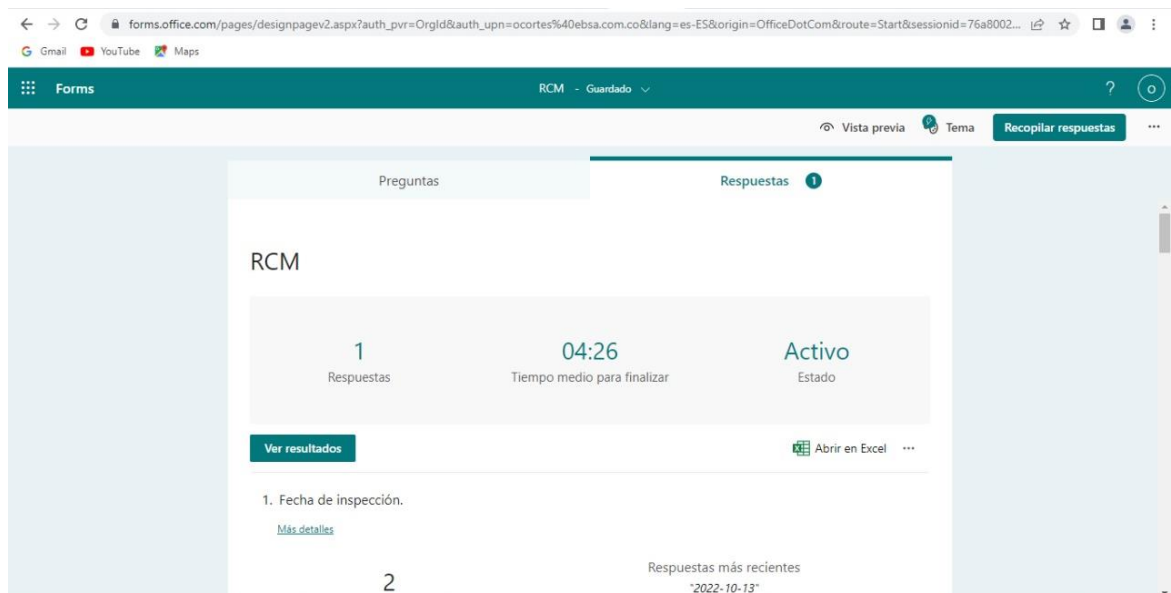 forms.office.com/pages/designpagev2.aspx?auth_pvr=OrgId&auth_upn=ocortes%40ebsa.com.co&lang=es-ES&origin=OfficeDotCom&route=Start&sessionid=76a8002...
Gmail YouTube Maps
Forms RCM - Guardado ? O
Vista previa Tema Recopilar respuestas ...
Preguntas Respuestas 1
RCM
1 04:26 Activo
Respuestas Tiempo medio para finalizar Estado
Ver resultados Abrir en Excel ...
1. Fecha de inspección.
Más detalles
Respuestas más recientes
2 "2022-10-13"